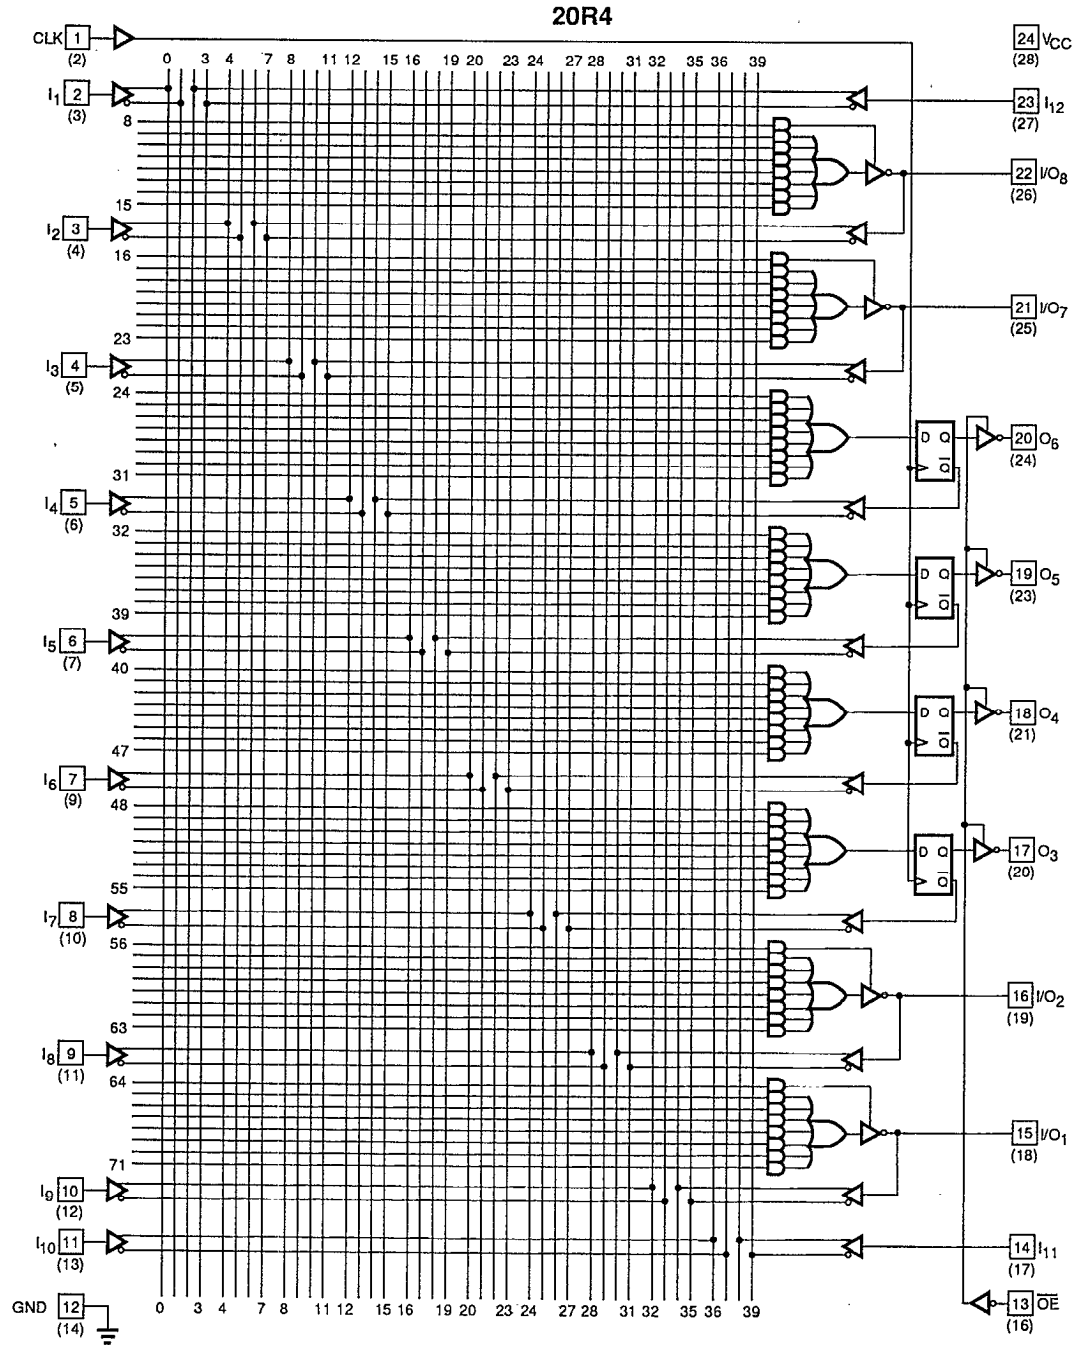 20R4
CLK 1 (2)
24 VCC (28)
0 3 4 7 8 11 12 15 16 19 20 23 24 27 28 31 32 35 36 39
I1 2 (3)
23 I12 (27)
8
22 I/O8 (26)
15
I2 3 (4)
16
21 I/O7 (25)
23
I3 4 (5)
24
D Q
20 O6 (24)
Q
31
I4 5 (6)
32
D Q
19 O5 (23)
Q
39
I5 6 (7)
40
D Q
18 O4 (21)
Q
47
I6 7 (9)
48
D Q
17 O3 (20)
Q
55
I7 8 (10)
56
16 I/O2 (19)
63
I8 9 (11)
64
15 I/O1 (18)
71
I9 10 (12)
I10 11 (13)
14 I11 (17)
GND 12 (14)
0 3 4 7 8 11 12 15 16 19 20 23 24 27 28 31 32 35 36 39
13 OE (16)